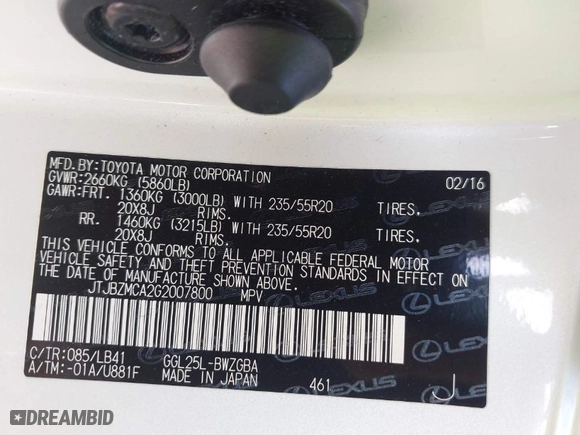 MFD.BY:TOYOTA MOTOR CORPORATION 02/16
GVWR:2660KG (5860LB)
GAWR:FRT. 1360KG (3000LB) WITH 235/55R20 TIRES,
20X8J RIMS.
RR. 1460KG (3215LB) WITH 235/55R20 TIRES,
20X8J RIMS.
THIS VEHICLE CONFORMS TO ALL APPLICABLE FEDERAL MOTOR
VEHICLE SAFETY AND THEFT PREVENTION STANDARDS IN EFFECT
ON THE DATE OF MANUFACTURE SHOWN ABOVE.
JTJBZMCA2G2007800 MPV
C/TR:085/LB41 GGL25L-BWZGBA
A/TM:-01A/U881F MADE IN JAPAN 461 J
LEXUS
DREAMBID